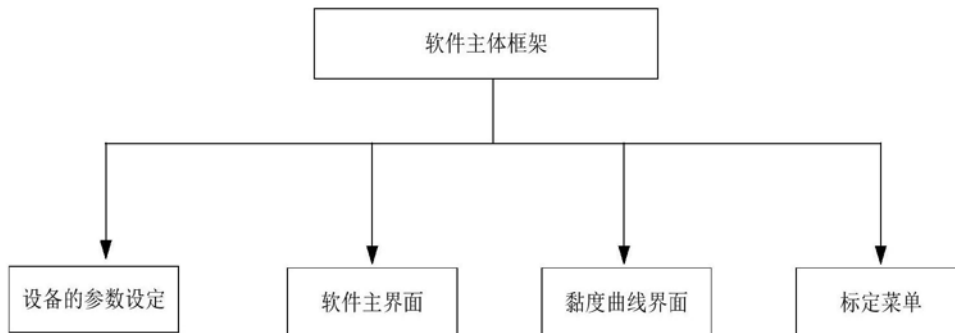 软件主体框架
设备的参数设定
软件主界面
黏度曲线界面
标定菜单